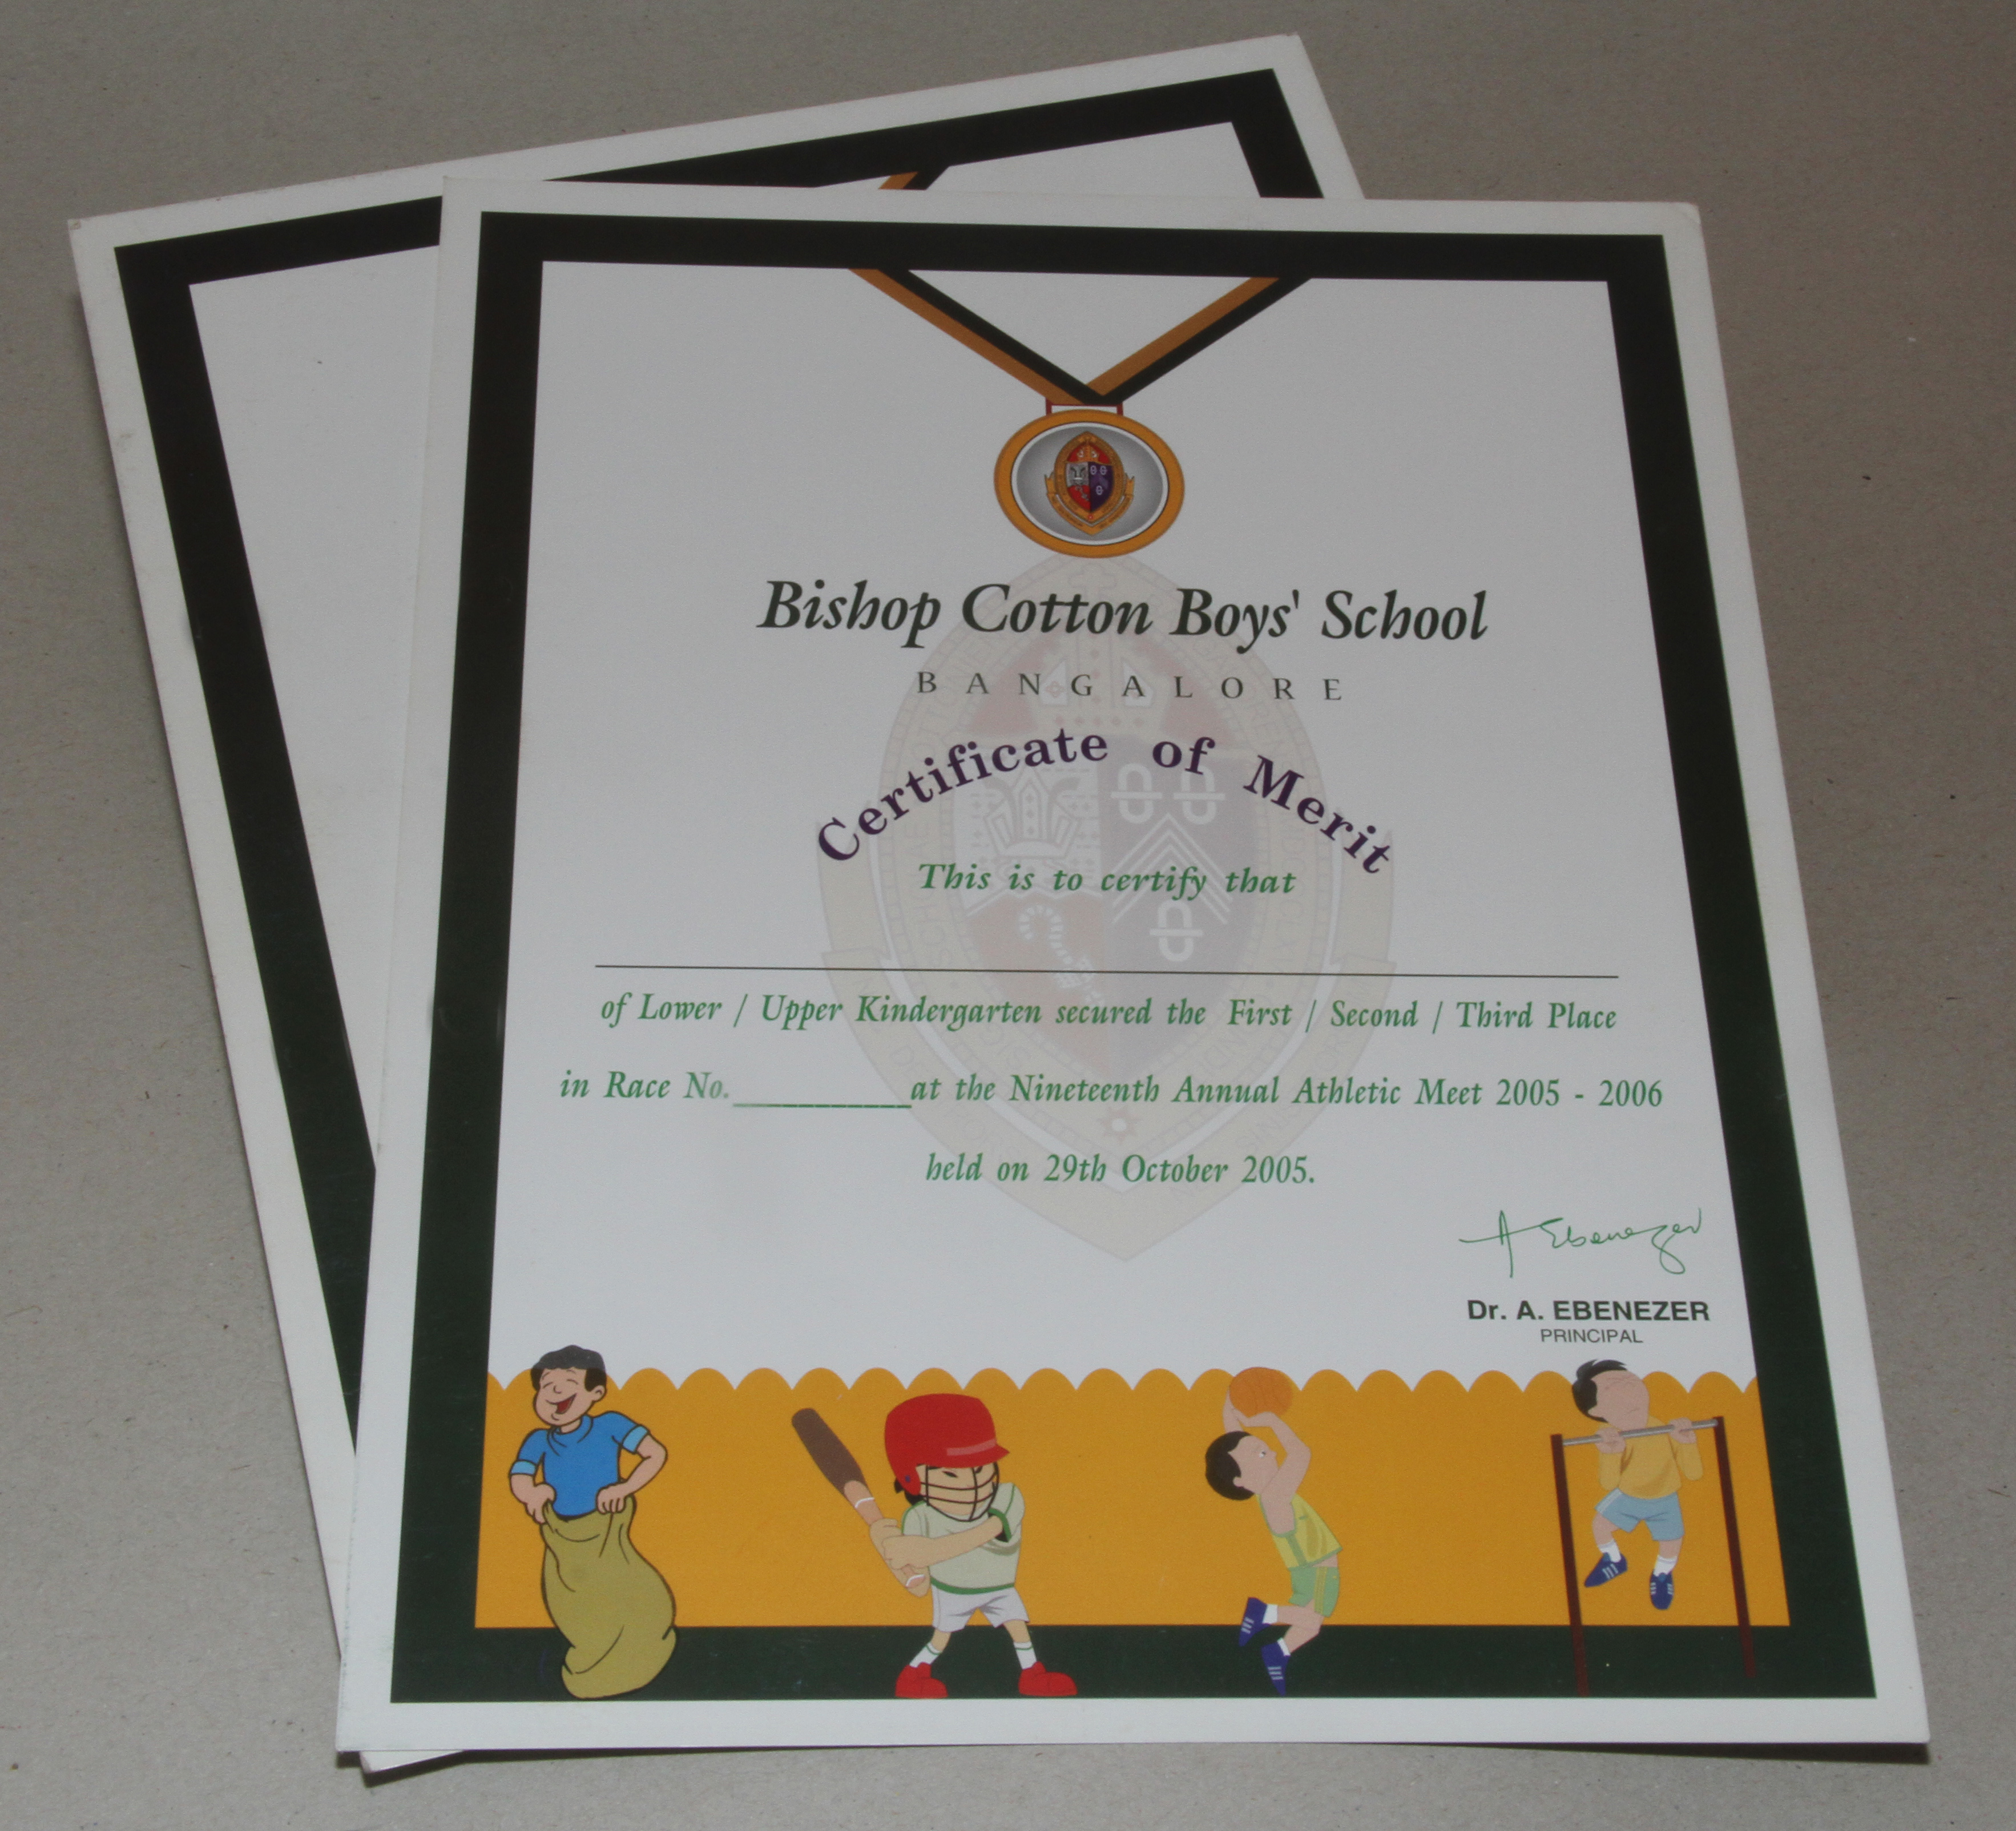 Bishop Cotton Boys' School
BANGALORE
Certificate of Merit
This is to certify that
of Lower / Upper Kindergarten secured the First / Second / Third Place
in Race No.__________at the Nineteenth Annual Athletic Meet 2005 - 2006
held on 29th October 2005.
A Ebenezer
Dr. A. EBENEZER
PRINCIPAL